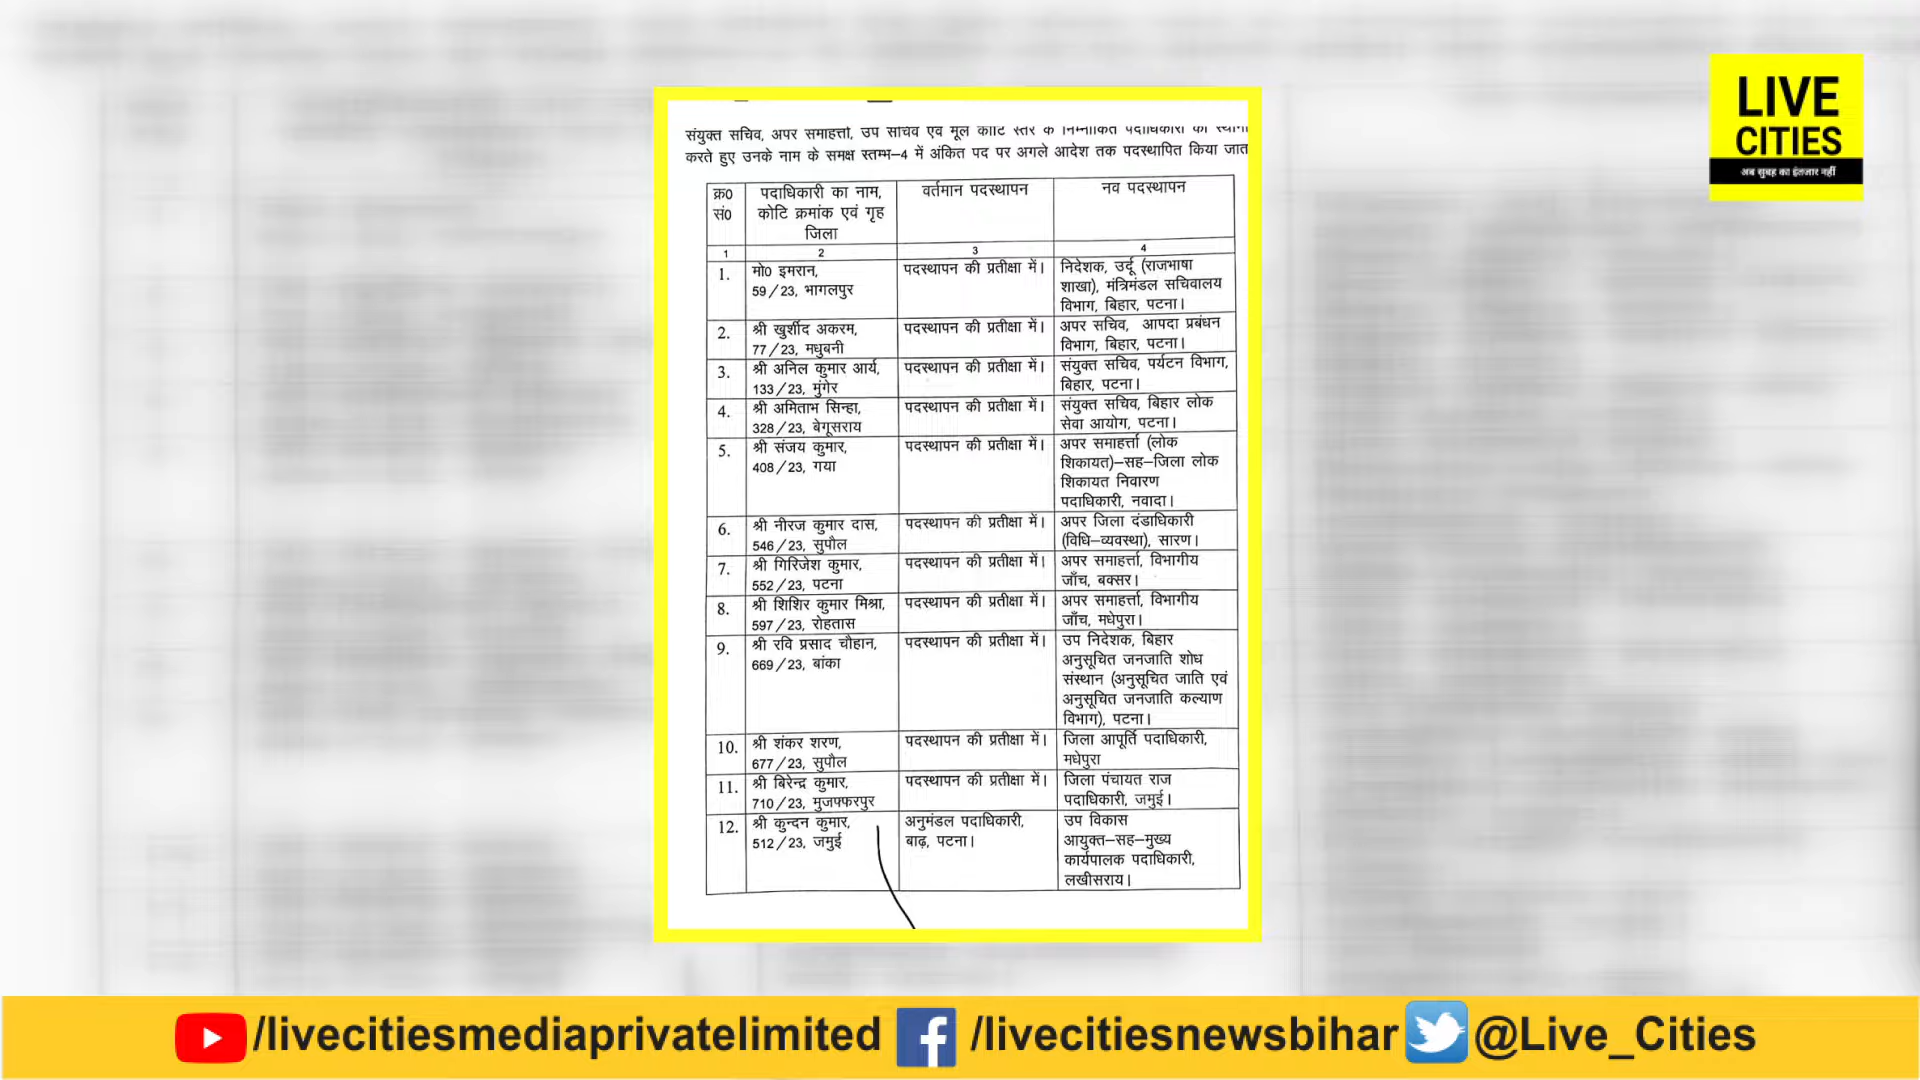 LIVE
CITIES
अब सुबह का इंतजार नहीं
संयुक्त सचिव, अपर समाहर्त्ता, उप सचिव एवं मूल कोटि स्तर के निम्नांकित पदाधिकारी को
करते हुए उनके नाम के समक्ष स्तम्भ–4 में अंकित पद पर अगले आदेश तक पदस्थापित किया जात
क्र० सं० पदाधिकारी का नाम, कोटि क्रमांक एवं गृह जिला वर्तमान पदस्थापन नव पदस्थापन
1 2 3 4
1. मो० इमरान, 59/23, भागलपुर पदस्थापन की प्रतीक्षा में। निदेशक, उर्दू (राजभाषा शाखा), मंत्रिमंडल सचिवालय विभाग, बिहार, पटना।
2. श्री खुर्शीद अकरम, 77/23, मधुबनी पदस्थापन की प्रतीक्षा में। अपर सचिव, आपदा प्रबंधन विभाग, बिहार, पटना।
3. श्री अनिल कुमार आर्य, 133/23, मुंगेर पदस्थापन की प्रतीक्षा में। संयुक्त सचिव, पर्यटन विभाग, बिहार, पटना।
4. श्री अमिताभ सिन्हा, 328/23, बेगूसराय पदस्थापन की प्रतीक्षा में। संयुक्त सचिव, बिहार लोक सेवा आयोग, पटना।
5. श्री संजय कुमार, 408/23, गया पदस्थापन की प्रतीक्षा में। अपर समाहर्त्ता (लोक शिकायत)–सह–जिला लोक शिकायत निवारण पदाधिकारी, नवादा।
6. श्री नीरज कुमार दास, 546/23, सुपौल पदस्थापन की प्रतीक्षा में। अपर जिला दंडाधिकारी (विधि–व्यवस्था), सारण।
7. श्री गिरिजेश कुमार, 552/23, पटना पदस्थापन की प्रतीक्षा में। अपर समाहर्त्ता, विभागीय जाँच, बक्सर।
8. श्री शिशिर कुमार मिश्रा, 597/23, रोहतास पदस्थापन की प्रतीक्षा में। अपर समाहर्त्ता, विभागीय जाँच, मधेपुरा।
9. श्री रवि प्रसाद चौहान, 669/23, बांका पदस्थापन की प्रतीक्षा में। उप निदेशक, बिहार अनुसूचित जनजाति शोध संस्थान (अनुसूचित जाति एवं अनुसूचित जनजाति कल्याण विभाग), पटना।
10. श्री शंकर शरण, 677/23, सुपौल पदस्थापन की प्रतीक्षा में। जिला आपूर्ति पदाधिकारी, मधेपुरा
11. श्री बिरेन्द्र कुमार, 710/23, मुजफ्फरपुर पदस्थापन की प्रतीक्षा में। जिला पंचायत राज पदाधिकारी, जमुई।
12. श्री कुन्दन कुमार, 512/23, जमुई अनुमंडल पदाधिकारी, बाढ़, पटना। उप विकास आयुक्त–सह–मुख्य कार्यपालक पदाधिकारी, लखीसराय।
/livecitiesmediaprivatelimited /livecitiesnewsbihar @Live_Cities